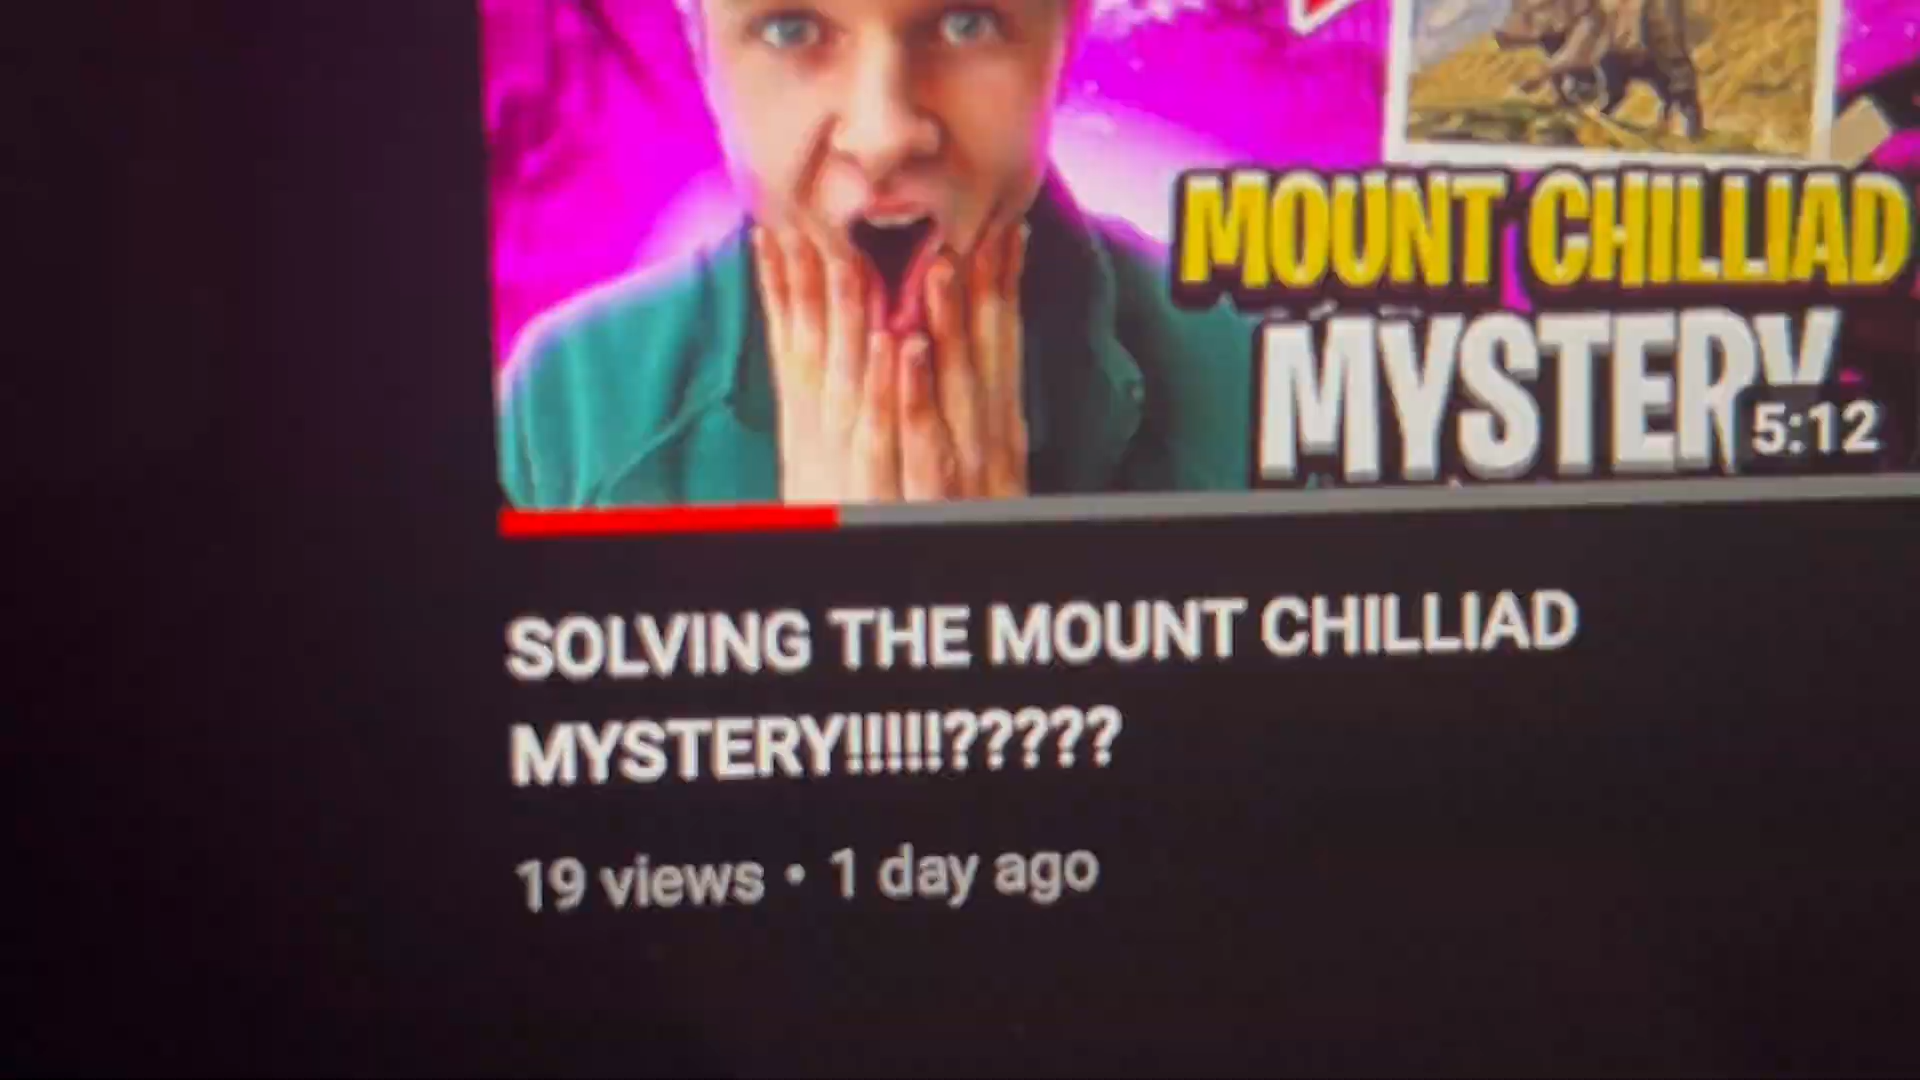 MOUNT CHILLIAD
MYSTERY
5:12
SOLVING THE MOUNT CHILLIAD
MYSTERY!!!!!?????
19 views • 1 day ago